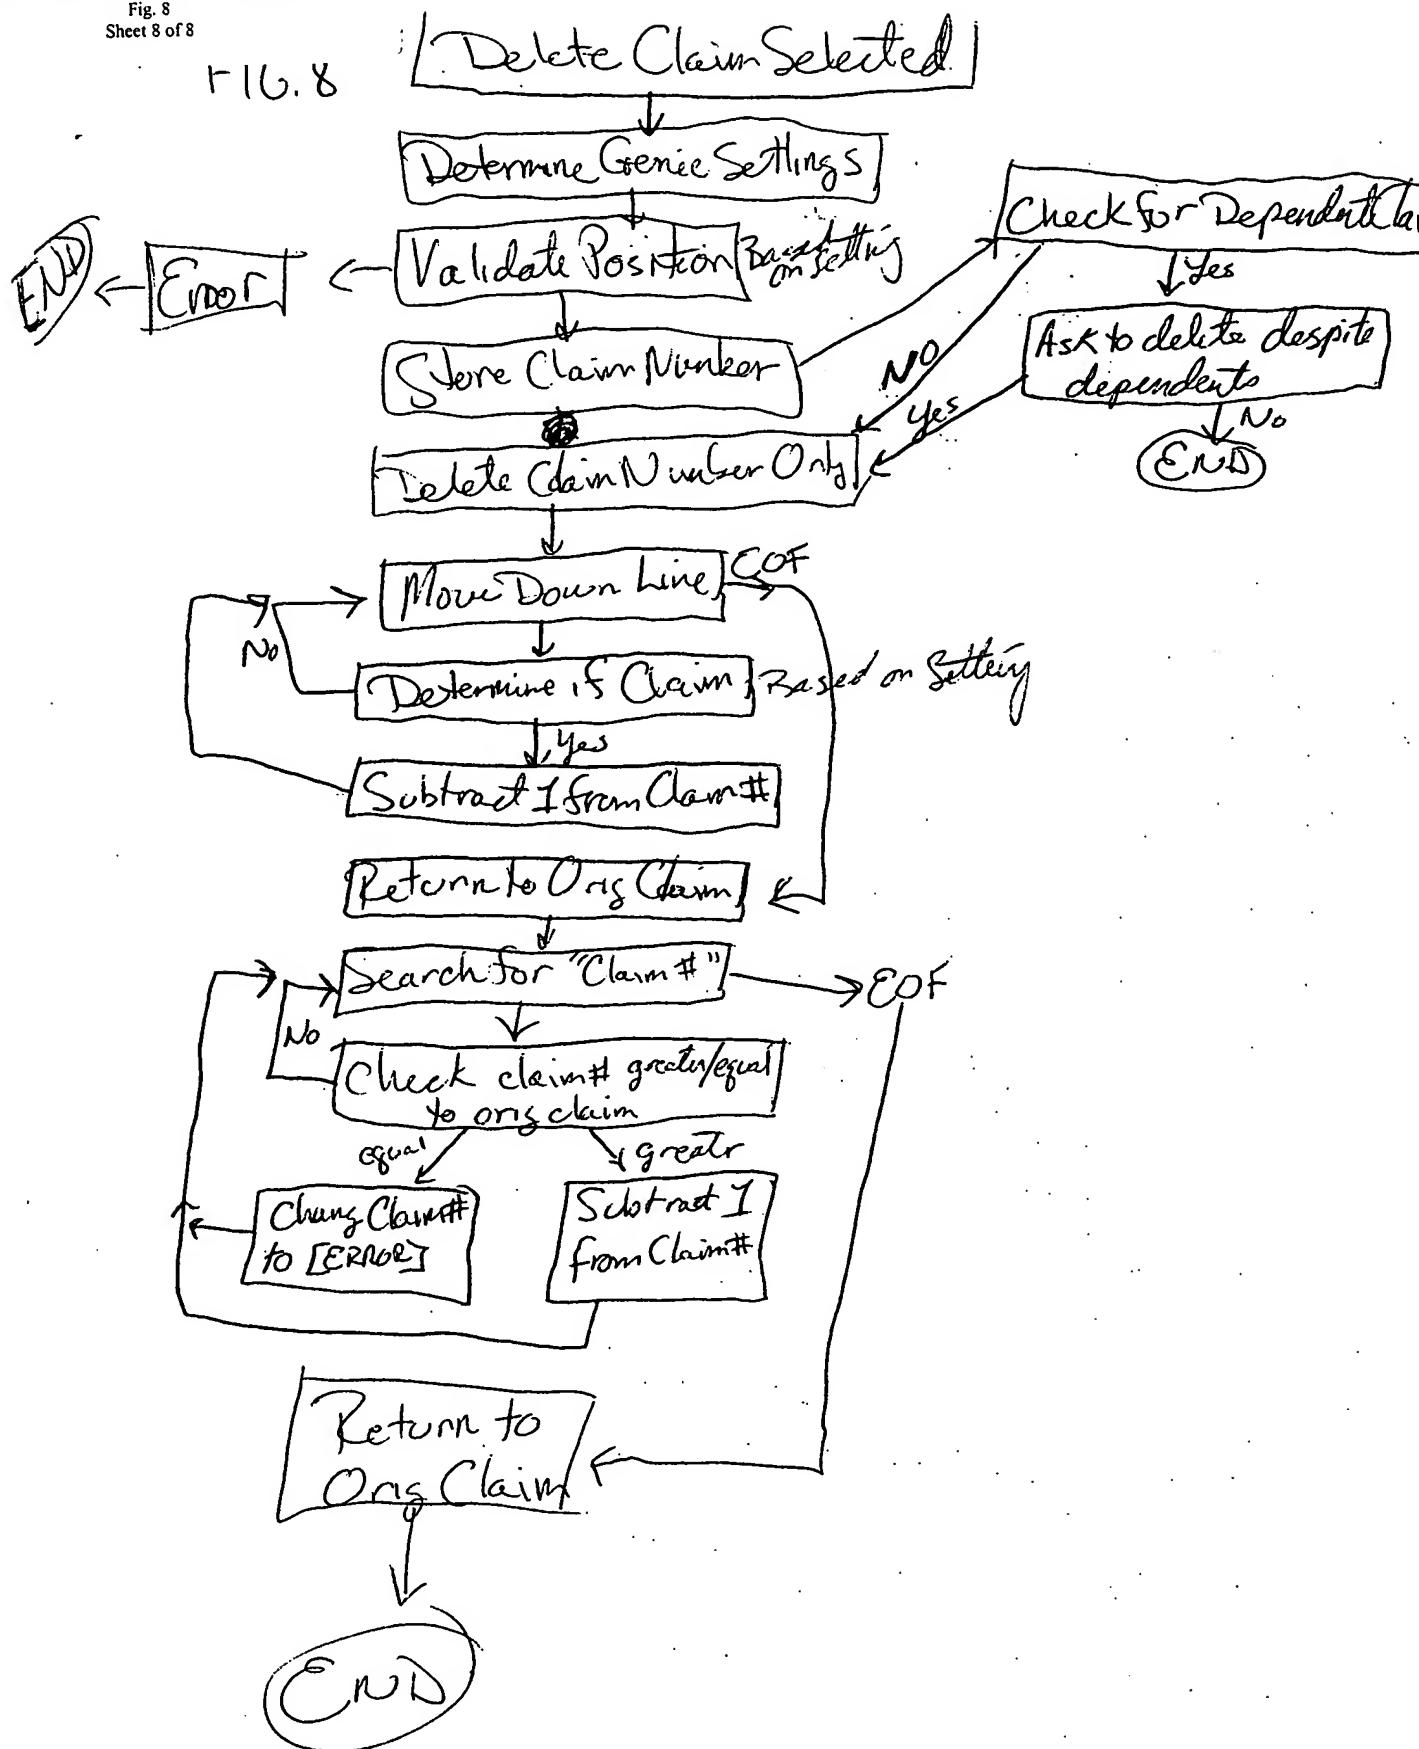 Fig. 8
Sheet 8 of 8
FIG. 8
Delete Claim Selected
Determine Genie Settings
Validate Position
Based
on Setting
Error
END
Check for Dependent Clai
Yes
Store Claim Number
Ask to delete despite
dependents
NO
Yes
No
END
Delete Claim Number Only
Move Down Line
EOF
No
Determine if Claim
Based on Setting
Yes
Subtract 1 from Claim #
Return to Orig Claim
Search for "Claim #"
EOF
No
Check claim # greater/equal
to orig claim
equal
greatr
Chang Claim #
to [ERROR]
Subtract 1
from Claim #
Return to
Orig Claim
END